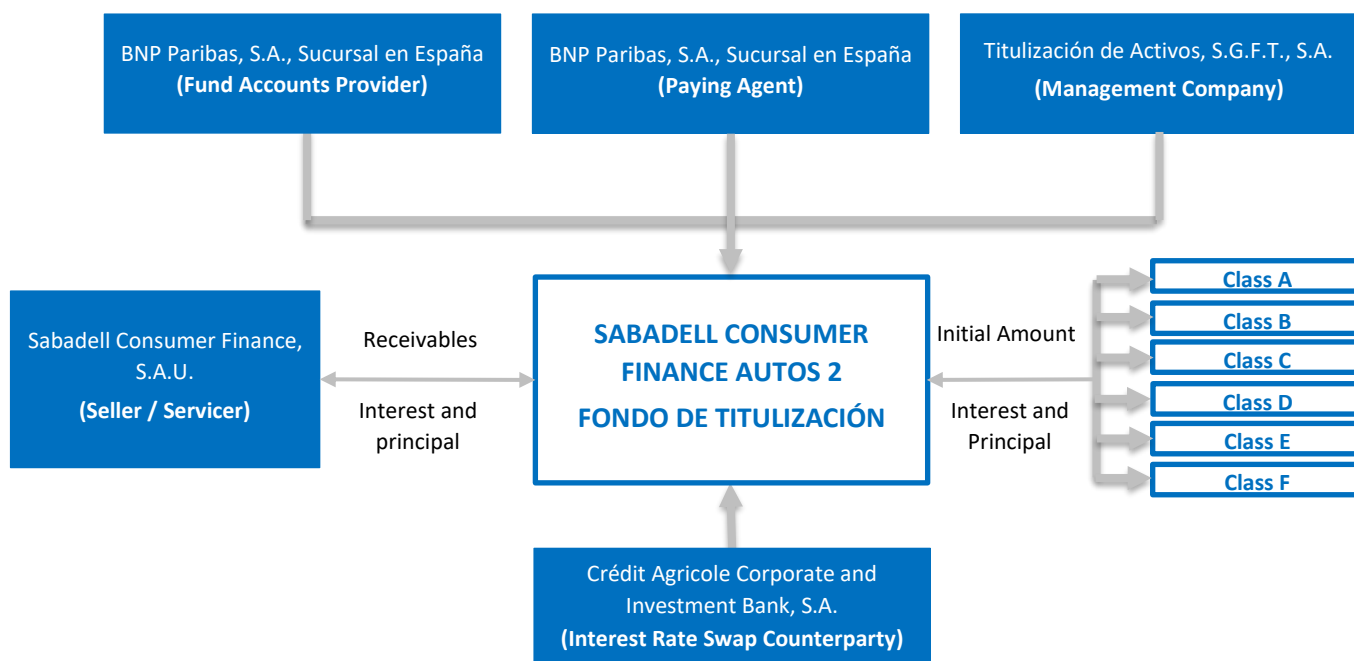 BNP Paribas, S.A., Sucursal en España
(Fund Accounts Provider)
BNP Paribas, S.A., Sucursal en España
(Paying Agent)
Titulización de Activos, S.G.F.T., S.A.
(Management Company)
Sabadell Consumer Finance,
S.A.U.
(Seller / Servicer)
Receivables
Interest and
principal
SABADELL CONSUMER
FINANCE AUTOS 2
FONDO DE TITULIZACIÓN
Initial Amount
Interest and
Principal
Class A
Class B
Class C
Class D
Class E
Class F
Crédit Agricole Corporate and
Investment Bank, S.A.
(Interest Rate Swap Counterparty)